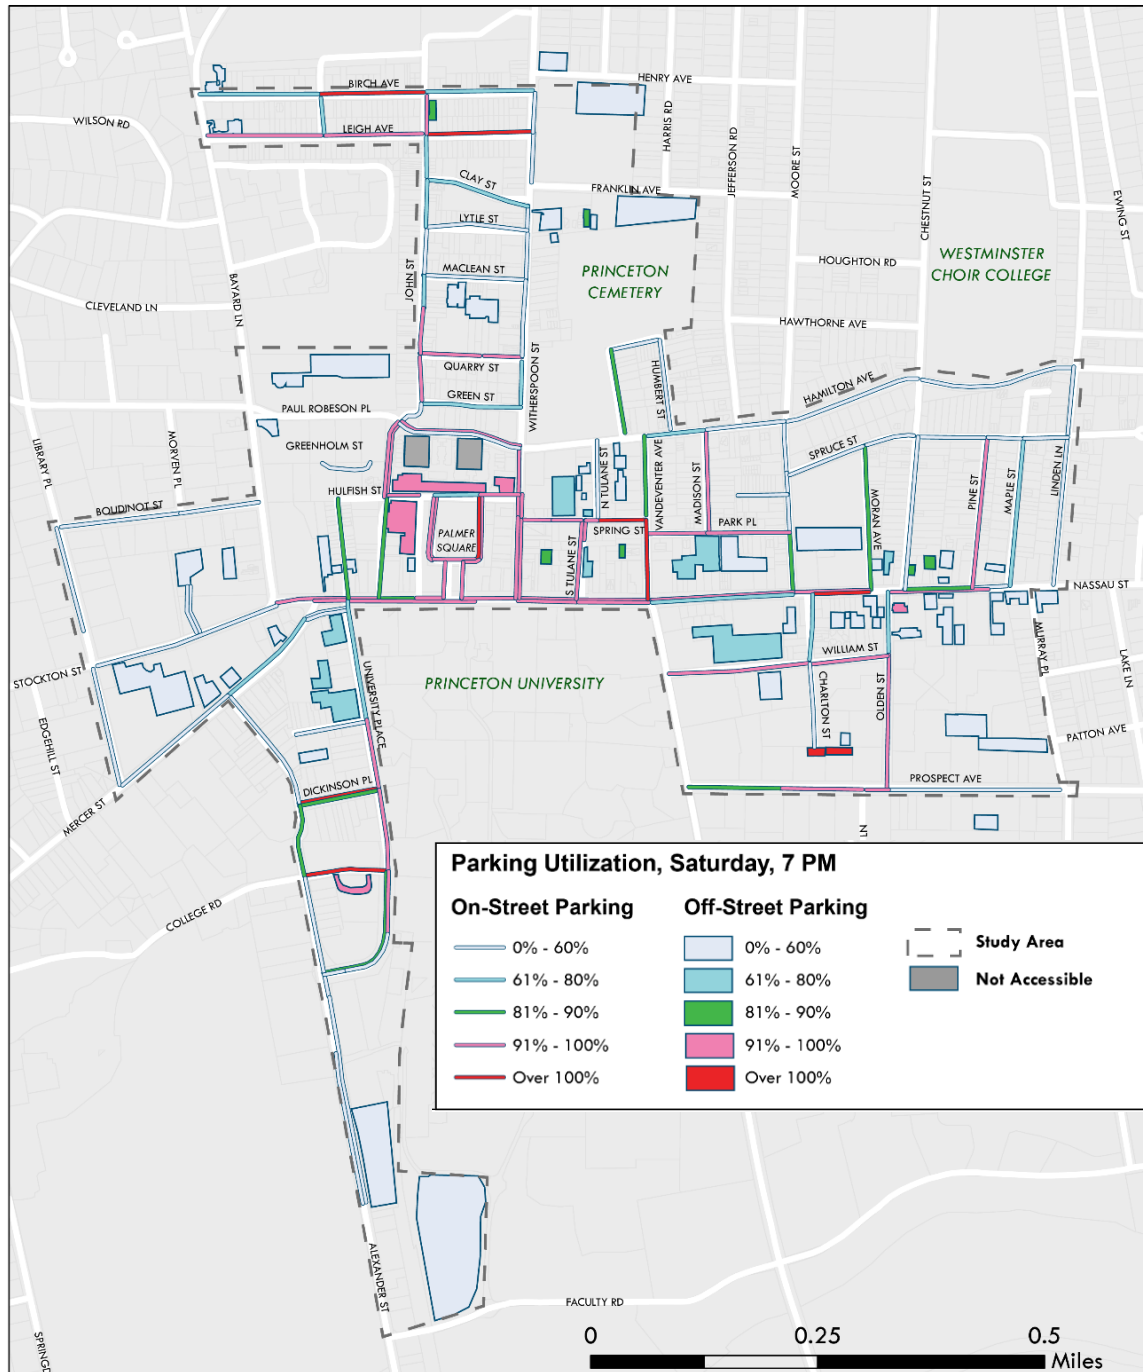 HENRY AVE
BIRCH AVE
WILSON RD
LEIGH AVE
HARRIS RD
JEFFERSON RD
MOORE ST
CHESTNUT ST
EWING ST
CLAY ST
FRANKLIN AVE
LYTLE ST
WESTMINSTER
CHOIR COLLEGE
HOUGHTON RD
PRINCETON
CEMETERY
MACLEAN ST
JOHN ST
BAYARD LN
CLEVELAND LN
HAWTHORNE AVE
WITHERSPOON ST
QUARRY ST
HUMBERT ST
HAMILTON AVE
GREEN ST
PAUL ROBESON PL
GREENHOLM ST
LIBRARY PL
MORVEN PL
SPRUCE ST
N TULANE ST
VANDEVENTER AVE
MADISON ST
MORAN AVE
PINE ST
MAPLE ST
LINDEN LN
HULFISH ST
BOUDINOT ST
PALMER
SQUARE
SPRING ST
PARK PL
S TULANE ST
NASSAU ST
STOCKTON ST
PRINCETON UNIVERSITY
UNIVERSITY PLACE
WILLIAM ST
CHARLTON ST
OLDEN ST
MURRAY PL
LAKE LN
EDGEHILL ST
PATTON AVE
MERCER ST
DICKINSON PL
PROSPECT AVE
LN
COLLEGE RD
Parking Utilization, Saturday, 7 PM
On-Street Parking
0% - 60%
61% - 80%
81% - 90%
91% - 100%
Over 100%
Off-Street Parking
0% - 60%
61% - 80%
81% - 90%
91% - 100%
Over 100%
Study Area
Not Accessible
ALEXANDER ST
FACULTY RD
SPRINGD
0 0.25 0.5
Miles